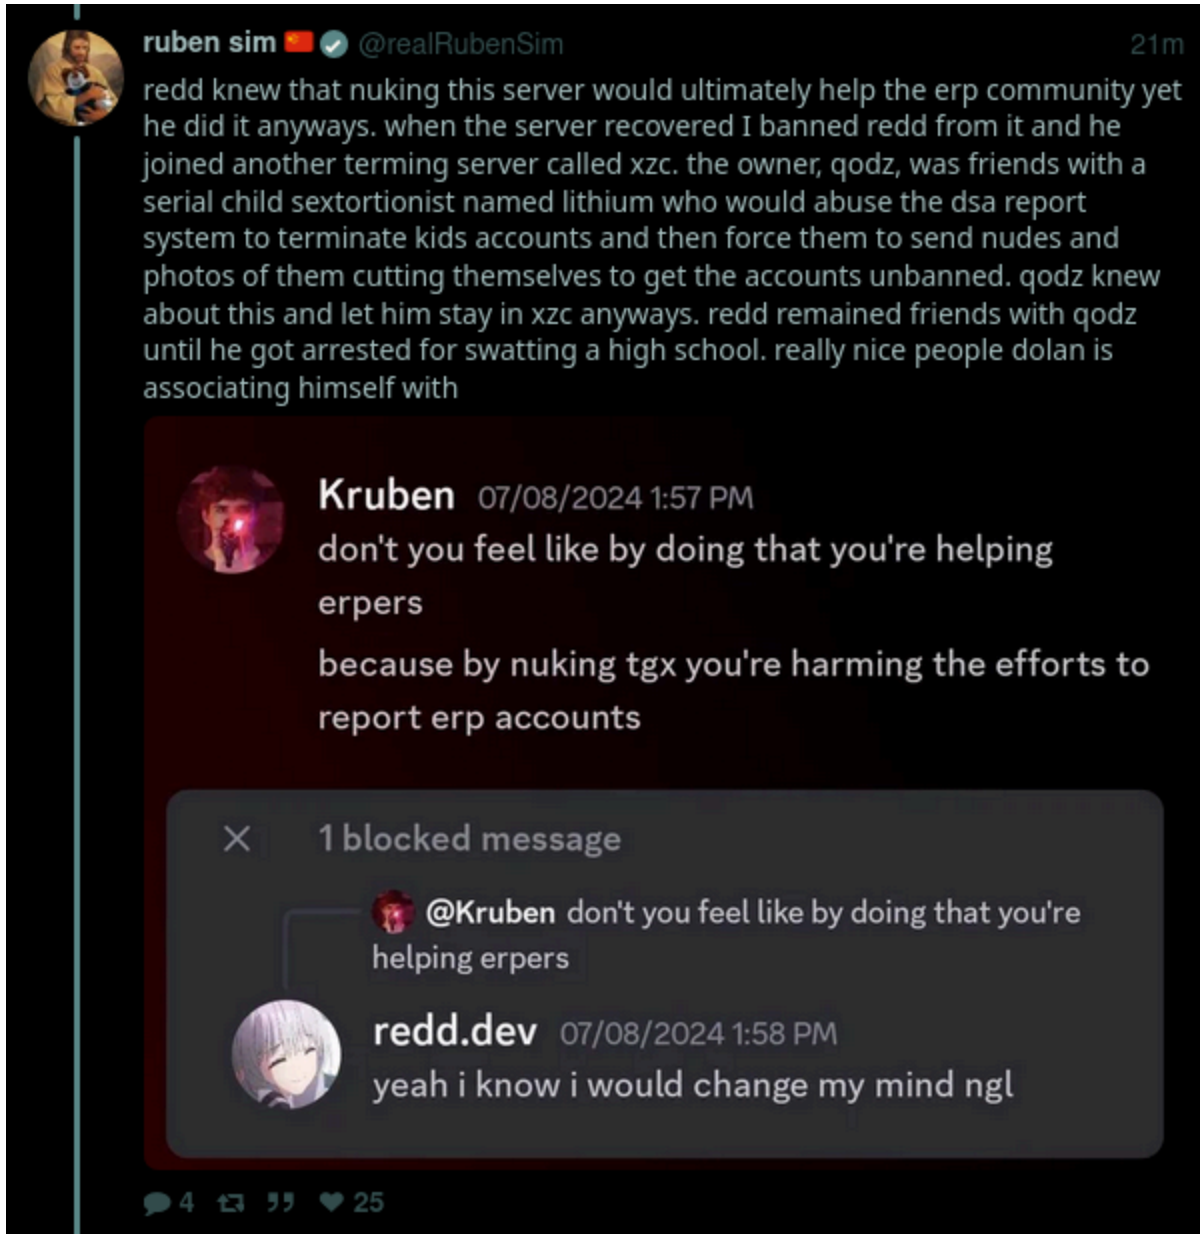 ruben sim 🇨🇳 @realRubenSim 21m
redd knew that nuking this server would ultimately help the erp community yet
he did it anyways. when the server recovered I banned redd from it and he
joined another terming server called xzc. the owner, qodz, was friends with a
serial child sextortionist named lithium who would abuse the dsa report
system to terminate kids accounts and then force them to send nudes and
photos of them cutting themselves to get the accounts unbanned. qodz knew
about this and let him stay in xzc anyways. redd remained friends with qodz
until he got arrested for swatting a high school. really nice people dolan is
associating himself with
Kruben 07/08/2024 1:57 PM
don't you feel like by doing that you're helping
erpers
because by nuking tgx you're harming the efforts to
report erp accounts
1 blocked message
@Kruben don't you feel like by doing that you're
helping erpers
redd.dev 07/08/2024 1:58 PM
yeah i know i would change my mind ngl
4 25